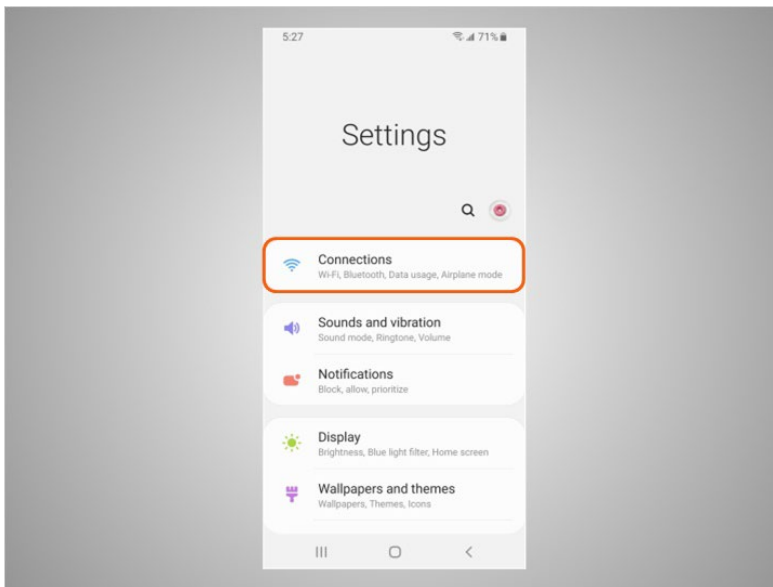 5:27 71%
Settings
Connections
Wi-Fi, Bluetooth, Data usage, Airplane mode
Sounds and vibration
Sound mode, Ringtone, Volume
Notifications
Block, allow, prioritize
Display
Brightness, Blue light filter, Home screen
Wallpapers and themes
Wallpapers, Themes, Icons